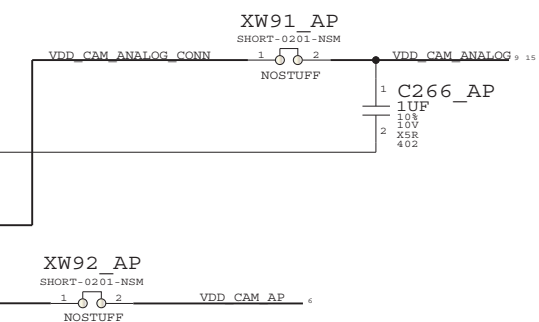 XW91_AP
SHORT-0201-NSM
VDD_CAM_ANALOG_CONN 1 2 VDD_CAM_ANALOG 9 15
NOSTUFF
1 C266_AP
1UF
10%
10V
2 X5R
402
XW92_AP
SHORT-0201-NSM
1 2 VDD_CAM_AP 6
NOSTUFF